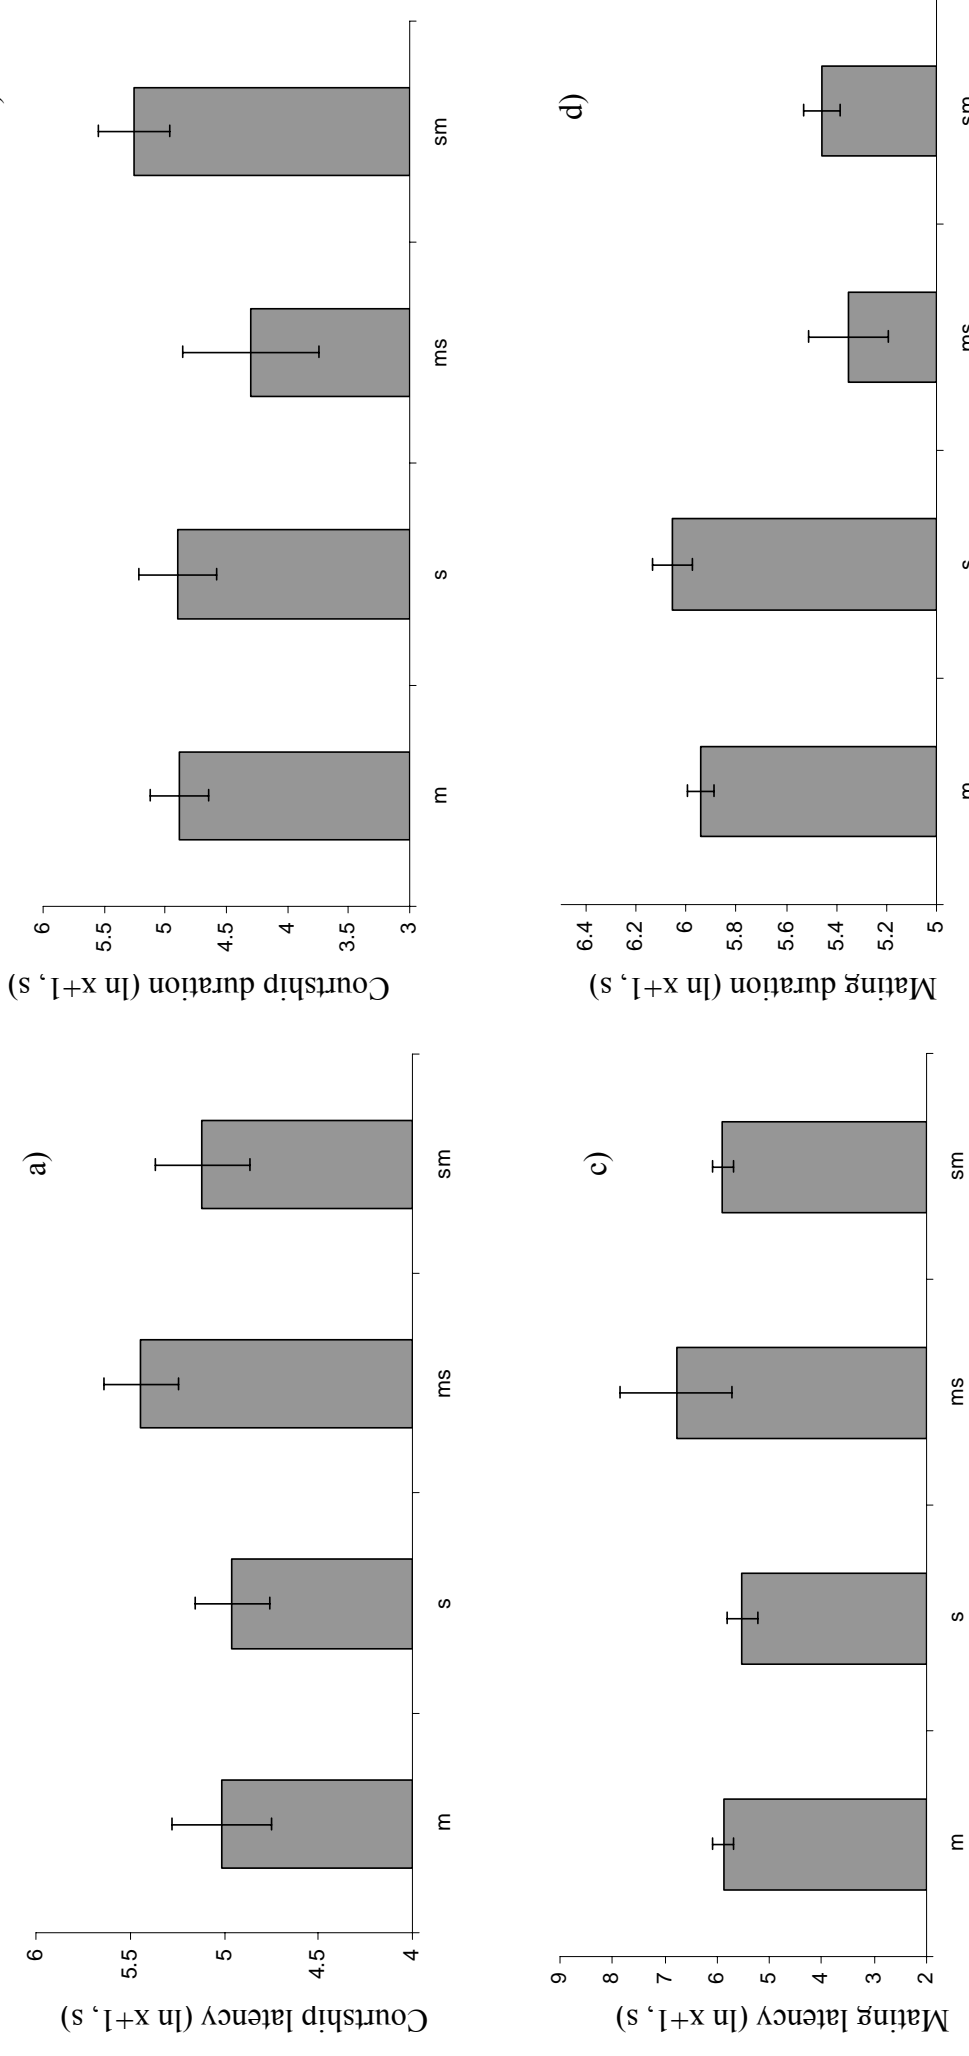 a)
Courtship latency (ln x+1, s)
6
5.5
5
4.5
4
m
s
ms
sm
Courtship duration (ln x+1, s)
6
5.5
5
4.5
4
3.5
3
m
s
ms
sm
c)
Mating latency (ln x+1, s)
9
8
7
6
5
4
3
2
m
s
ms
sm
d)
Mating duration (ln x+1, s)
6.4
6.2
6
5.8
5.6
5.4
5.2
5
m
s
ms
sm